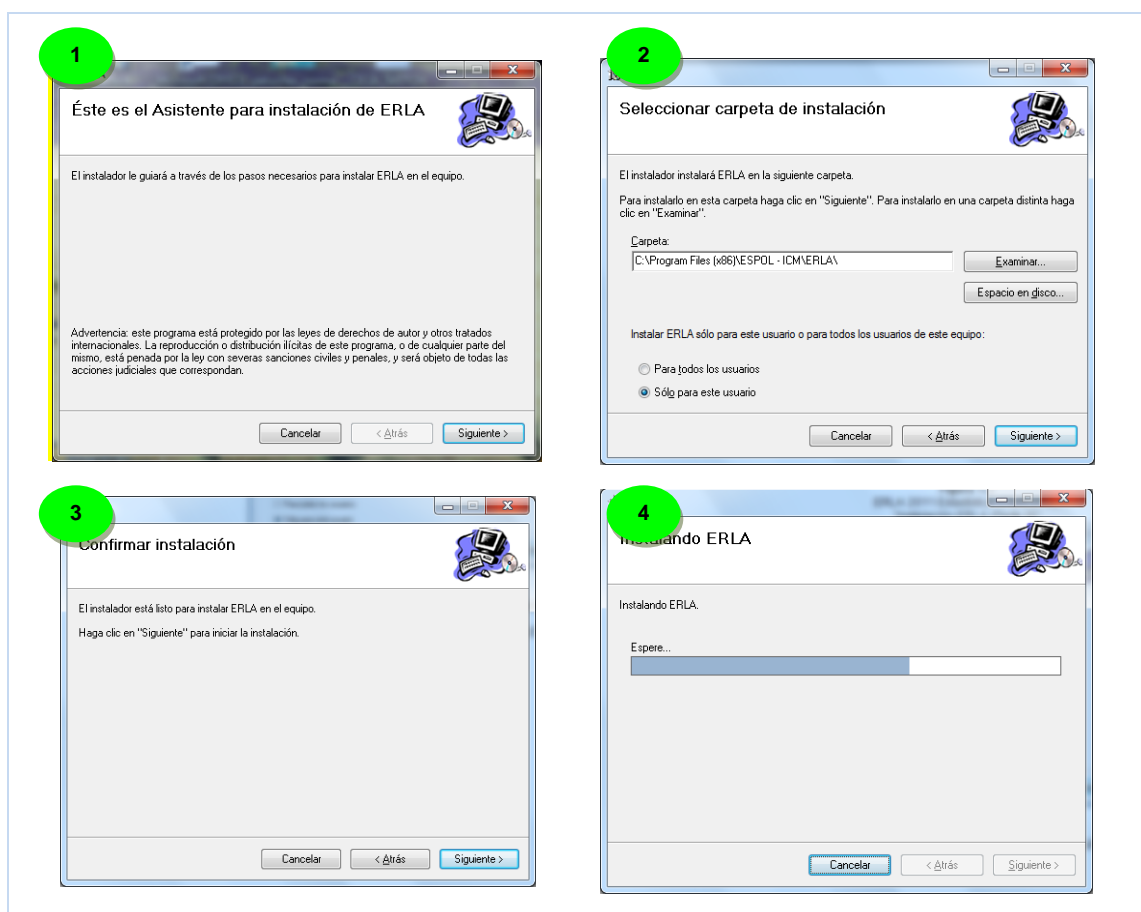 1
Éste es el Asistente para instalación de ERLA
El instalador le guiará a través de los pasos necesarios para instalar ERLA en el equipo.
Advertencia: este programa está protegido por las leyes de derechos de autor y otros tratados
internacionales. La reproducción o distribución ilícitas de este programa, o de cualquier parte del
mismo, está penada por la ley con severas sanciones civiles y penales, y será objeto de todas las
acciones judiciales que correspondan.
Cancelar
< Atrás
Siguiente >
2
Seleccionar carpeta de instalación
El instalador instalará ERLA en la siguiente carpeta.
Para instalarlo en esta carpeta haga clic en "Siguiente". Para instalarlo en una carpeta distinta haga
clic en "Examinar".
Carpeta:
C:\Program Files (x86)\ESPOL - ICM\ERLA\
Examinar...
Espacio en disco...
Instalar ERLA sólo para este usuario o para todos los usuarios de este equipo:
Para todos los usuarios
Sólo para este usuario
Cancelar
< Atrás
Siguiente >
3
Confirmar instalación
El instalador está listo para instalar ERLA en el equipo.
Haga clic en "Siguiente" para iniciar la instalación.
Cancelar
< Atrás
Siguiente >
4
Instalando ERLA
Instalando ERLA.
Espere...
Cancelar
< Atrás
Siguiente >